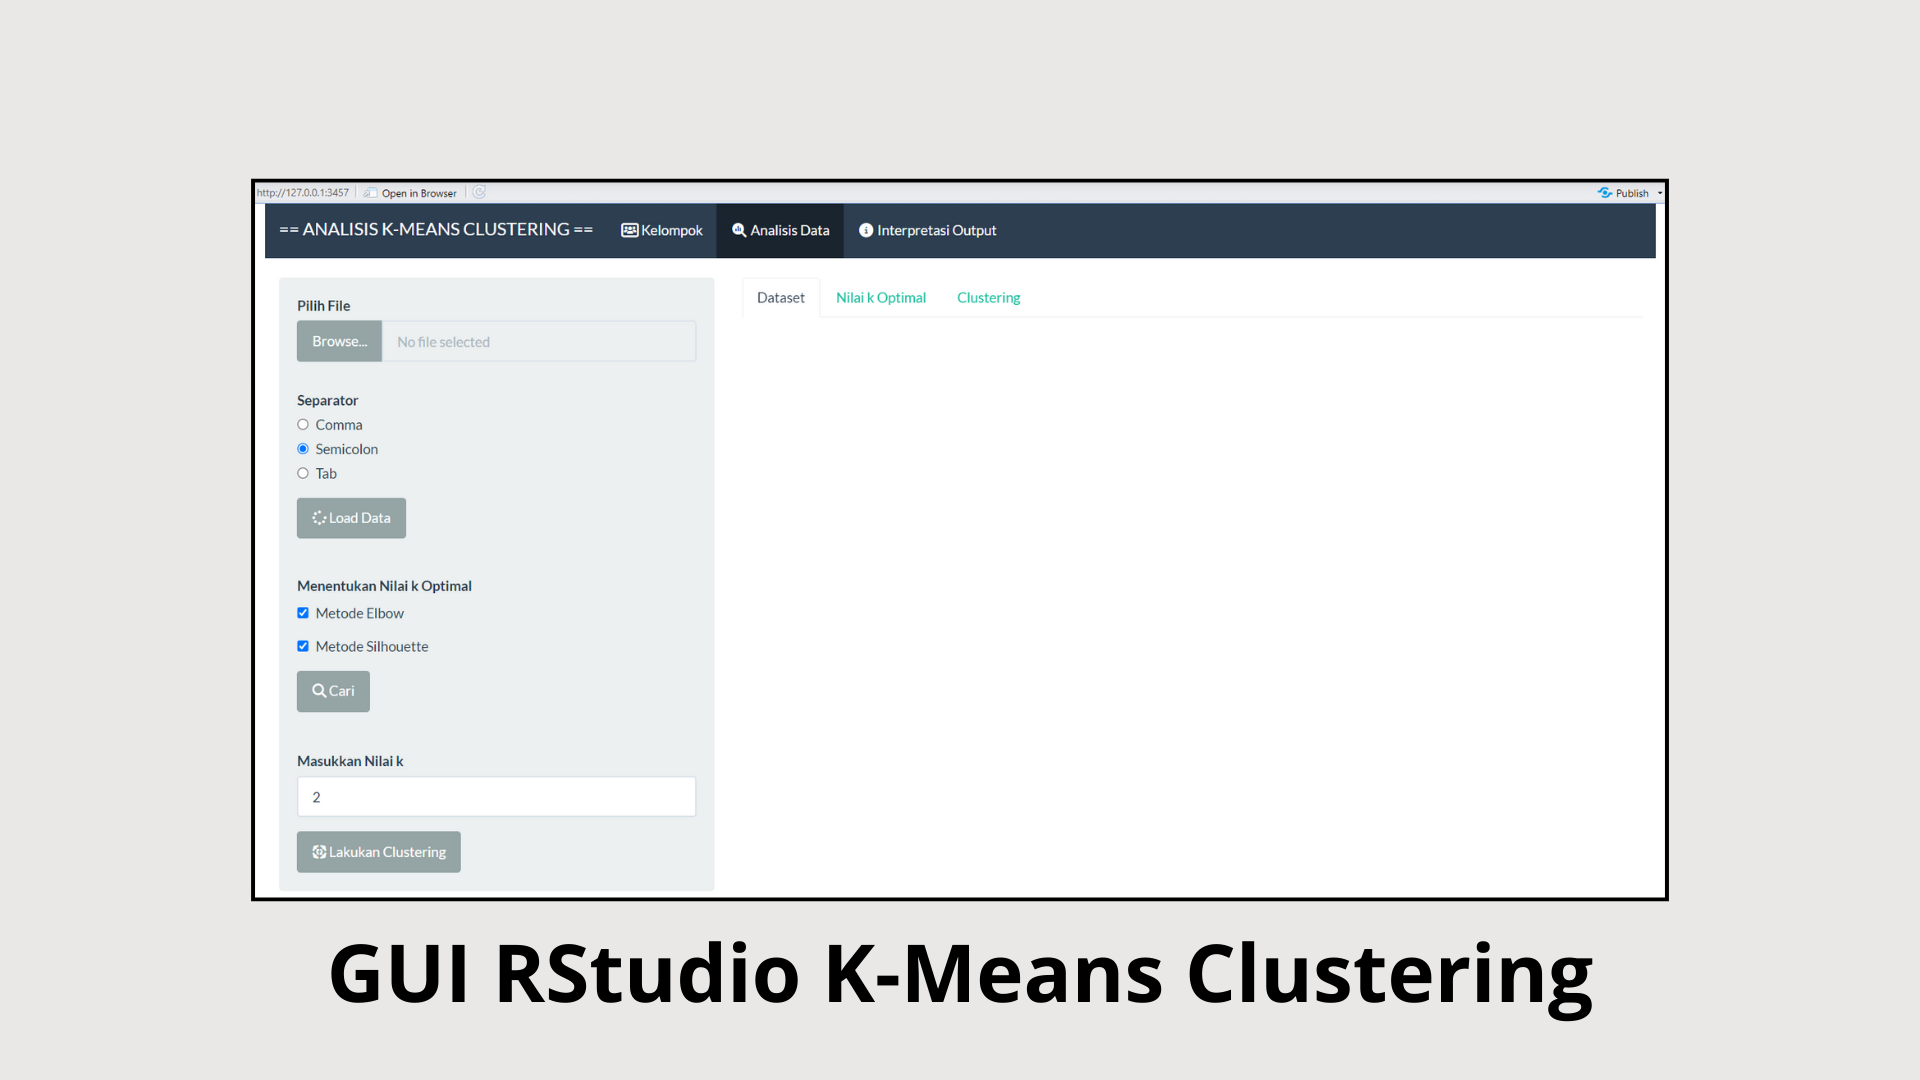 http://127.0.0.1:3457 Open in Browser Publish
== ANALISIS K-MEANS CLUSTERING == Kelompok Analisis Data Interpretasi Output
Dataset Nilai k Optimal Clustering
Pilih File
Browse... No file selected
Separator
Comma
Semicolon
Tab
Load Data
Menentukan Nilai k Optimal
Metode Elbow
Metode Silhouette
Cari
Masukkan Nilai k
2
Lakukan Clustering
GUI RStudio K-Means Clustering